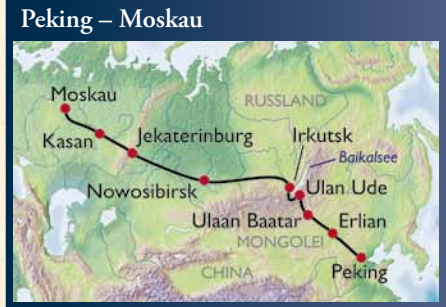 Peking – Moskau
Moskau
RUSSLAND
Kasan
Jekaterinburg
Irkutsk
Baikalsee
Nowosibirsk
Ulan Ude
Ulaan Baatar
Erlian
MONGOLEI
CHINA
Peking